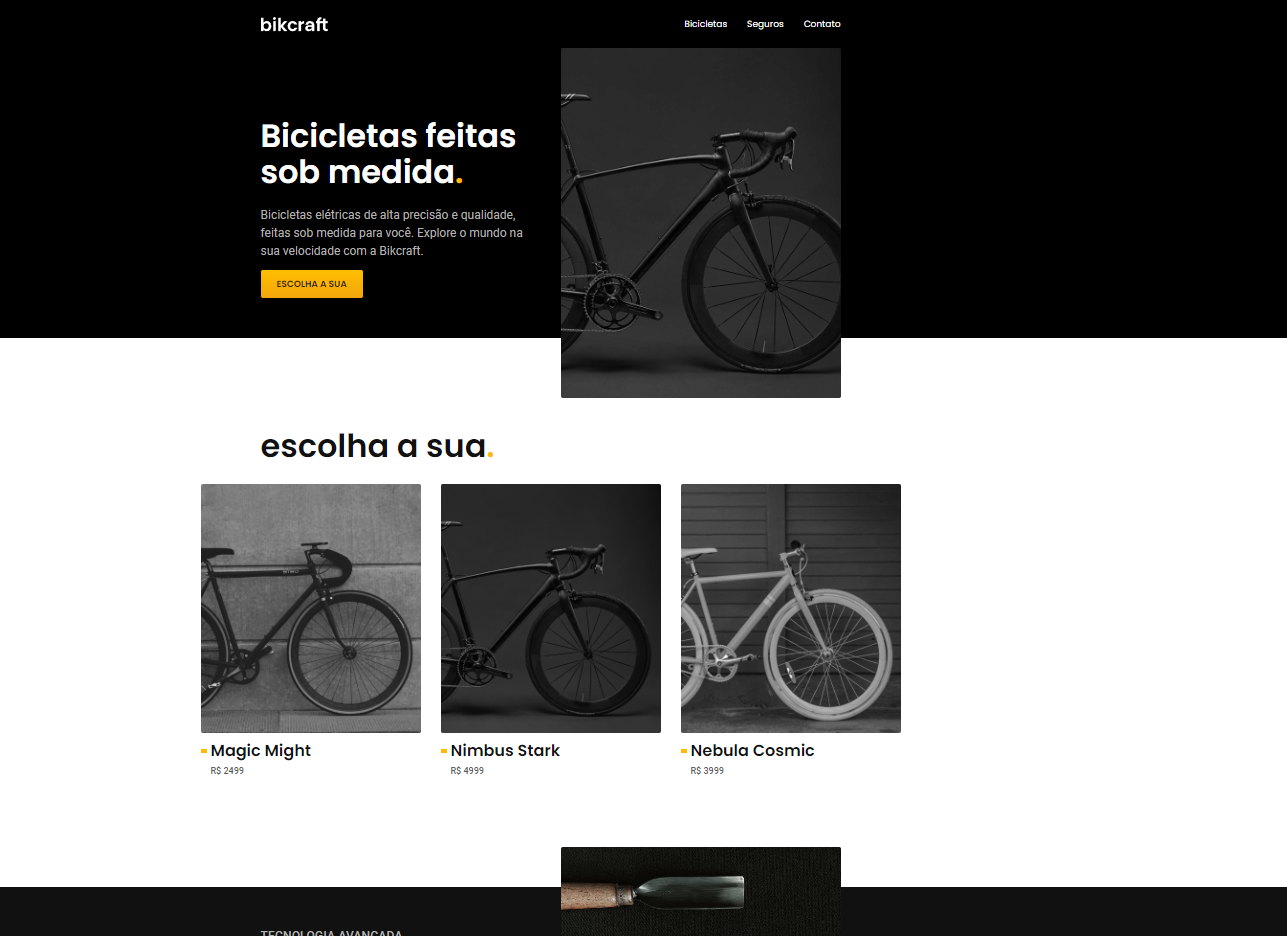 bikcraft
Bicicletas
Seguros
Contato
Bicicletas feitas
sob medida.
Bicicletas elétricas de alta precisão e qualidade,
feitas sob medida para você. Explore o mundo na
sua velocidade com a Bikcraft.
ESCOLHA A SUA
escolha a sua.
Magic Might
R$ 2499
Nimbus Stark
R$ 4999
Nebula Cosmic
R$ 3999
TECNOLOGIA AVANÇADA